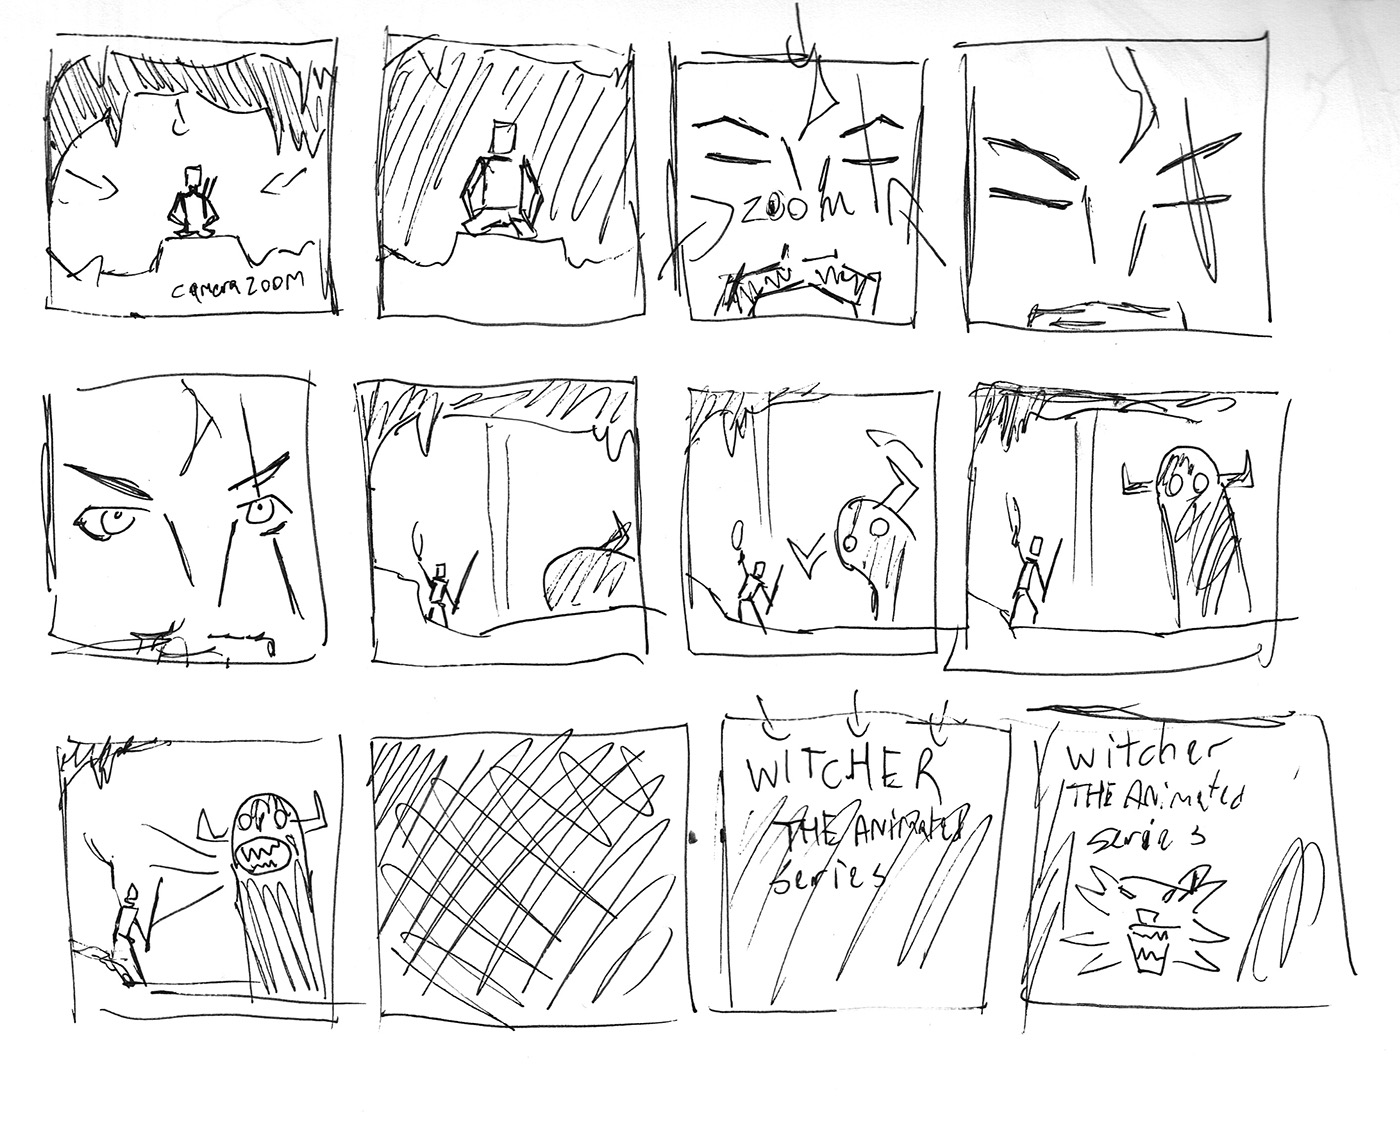 camera ZOOM
ZOOM
WITCHER
THE ANiMATED
series
witcher
THE ANimated
series